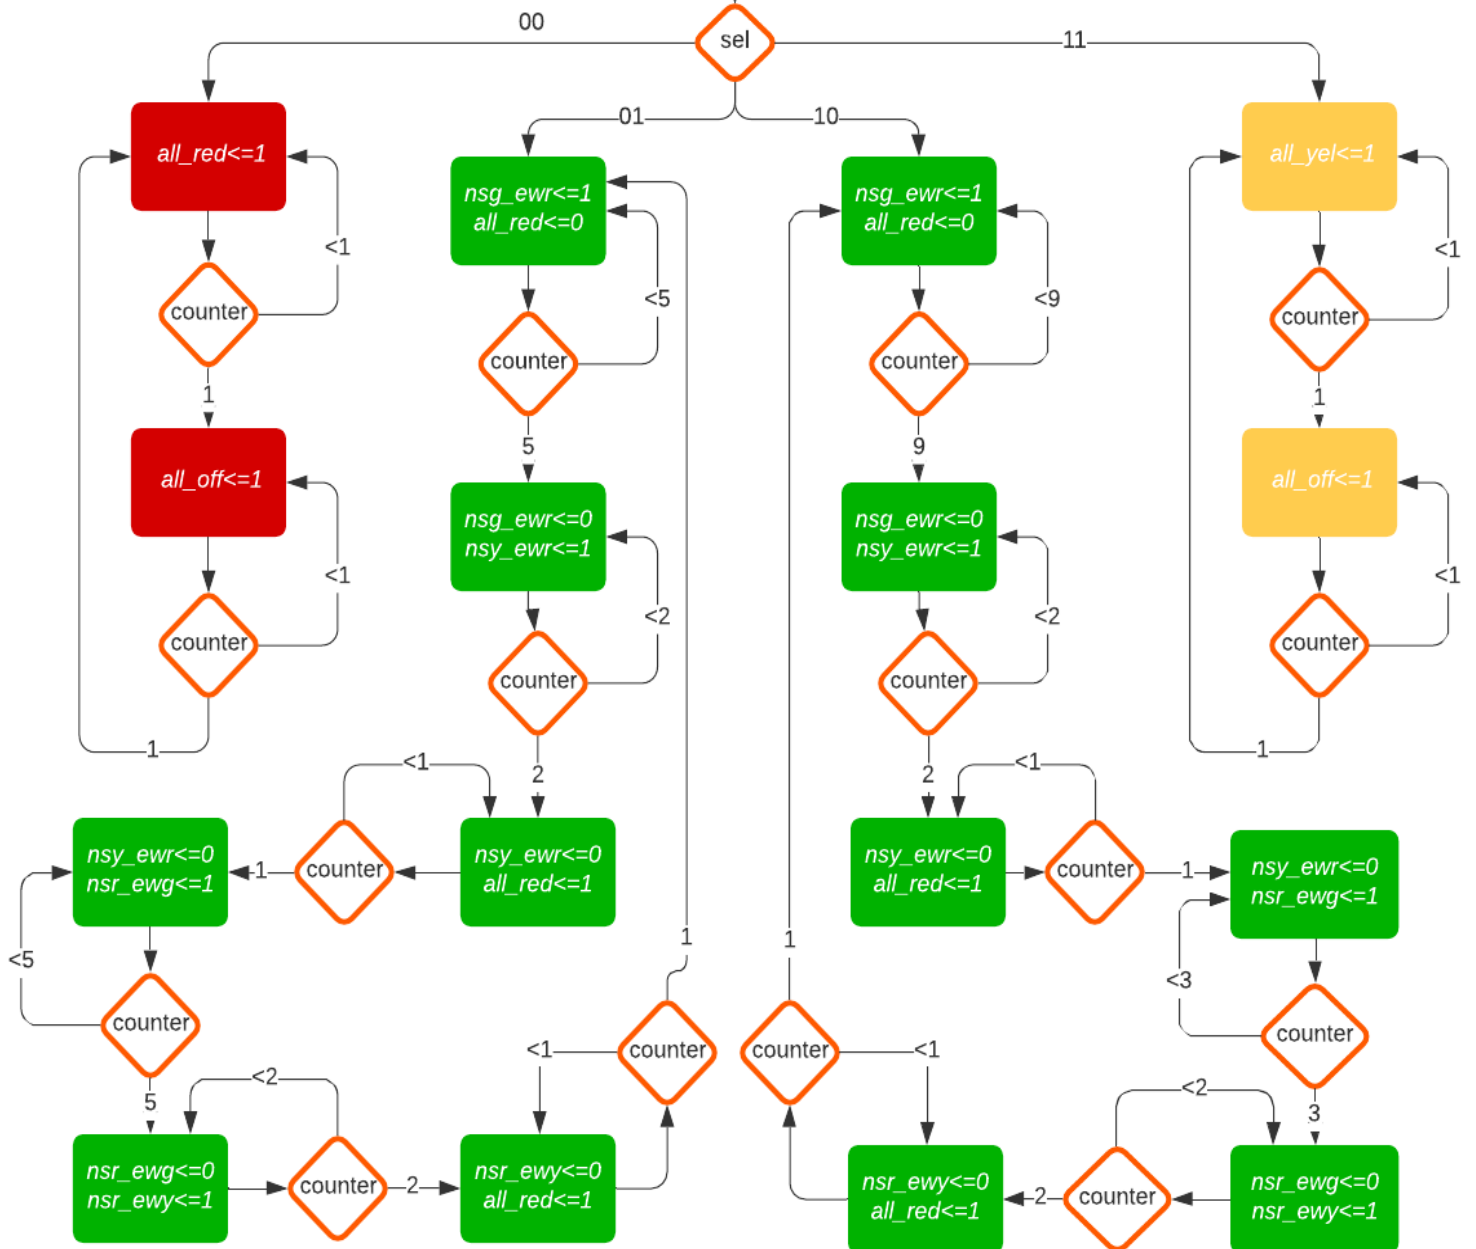 00
sel
11
01
10
all_red<=1
<1
counter
1
all_off<=1
<1
counter
1
nsg_ewr<=1
all_red<=0
<5
counter
5
nsg_ewr<=0
nsy_ewr<=1
<2
counter
2
nsy_ewr<=0
all_red<=1
<1
counter
1
nsy_ewr<=0
nsr_ewg<=1
<5
counter
5
nsr_ewg<=0
nsr_ewy<=1
<2
counter
2
nsr_ewy<=0
all_red<=1
<1
counter
1
nsg_ewr<=1
all_red<=0
<9
counter
9
nsg_ewr<=0
nsy_ewr<=1
<2
counter
2
nsy_ewr<=0
all_red<=1
<1
counter
1
nsy_ewr<=0
nsr_ewg<=1
<3
counter
3
nsr_ewg<=0
nsr_ewy<=1
<2
counter
2
nsr_ewy<=0
all_red<=1
<1
counter
1
all_yel<=1
<1
counter
1
all_off<=1
<1
counter
1